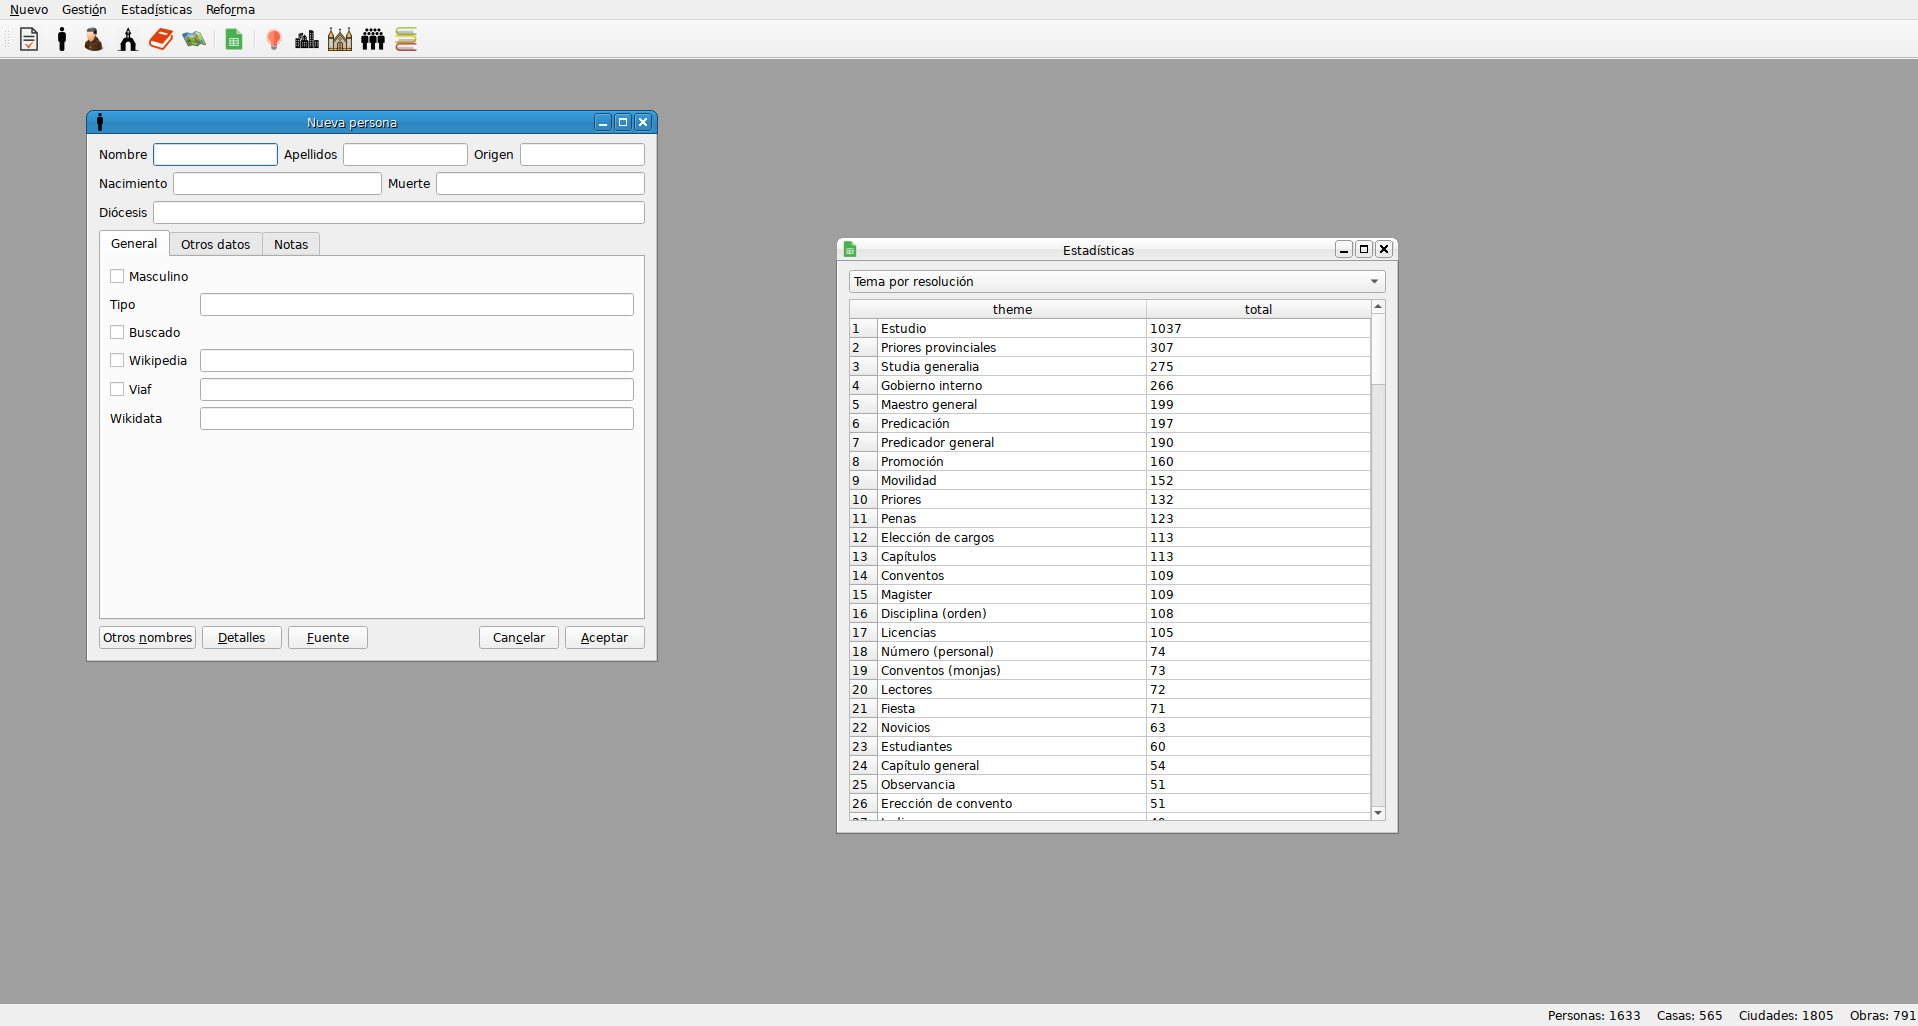 Nuevo Gestión Estadísticas Reforma
Nueva persona
Nombre Apellidos Origen
Nacimiento Muerte
Diócesis
General Otros datos Notas
Masculino
Tipo
Buscado
Wikipedia
Viaf
Wikidata
Otros nombres Detalles Fuente Cancelar Aceptar
Estadísticas
Tema por resolución
theme total
1 Estudio 1037
2 Priores provinciales 307
3 Studia generalia 275
4 Gobierno interno 266
5 Maestro general 199
6 Predicación 197
7 Predicador general 190
8 Promoción 160
9 Movilidad 152
10 Priores 132
11 Penas 123
12 Elección de cargos 113
13 Capítulos 113
14 Conventos 109
15 Magister 109
16 Disciplina (orden) 108
17 Licencias 105
18 Número (personal) 74
19 Conventos (monjas) 73
20 Lectores 72
21 Fiesta 71
22 Novicios 63
23 Estudiantes 60
24 Capítulo general 54
25 Observancia 51
26 Erección de convento 51
Personas: 1633 Casas: 565 Ciudades: 1805 Obras: 791